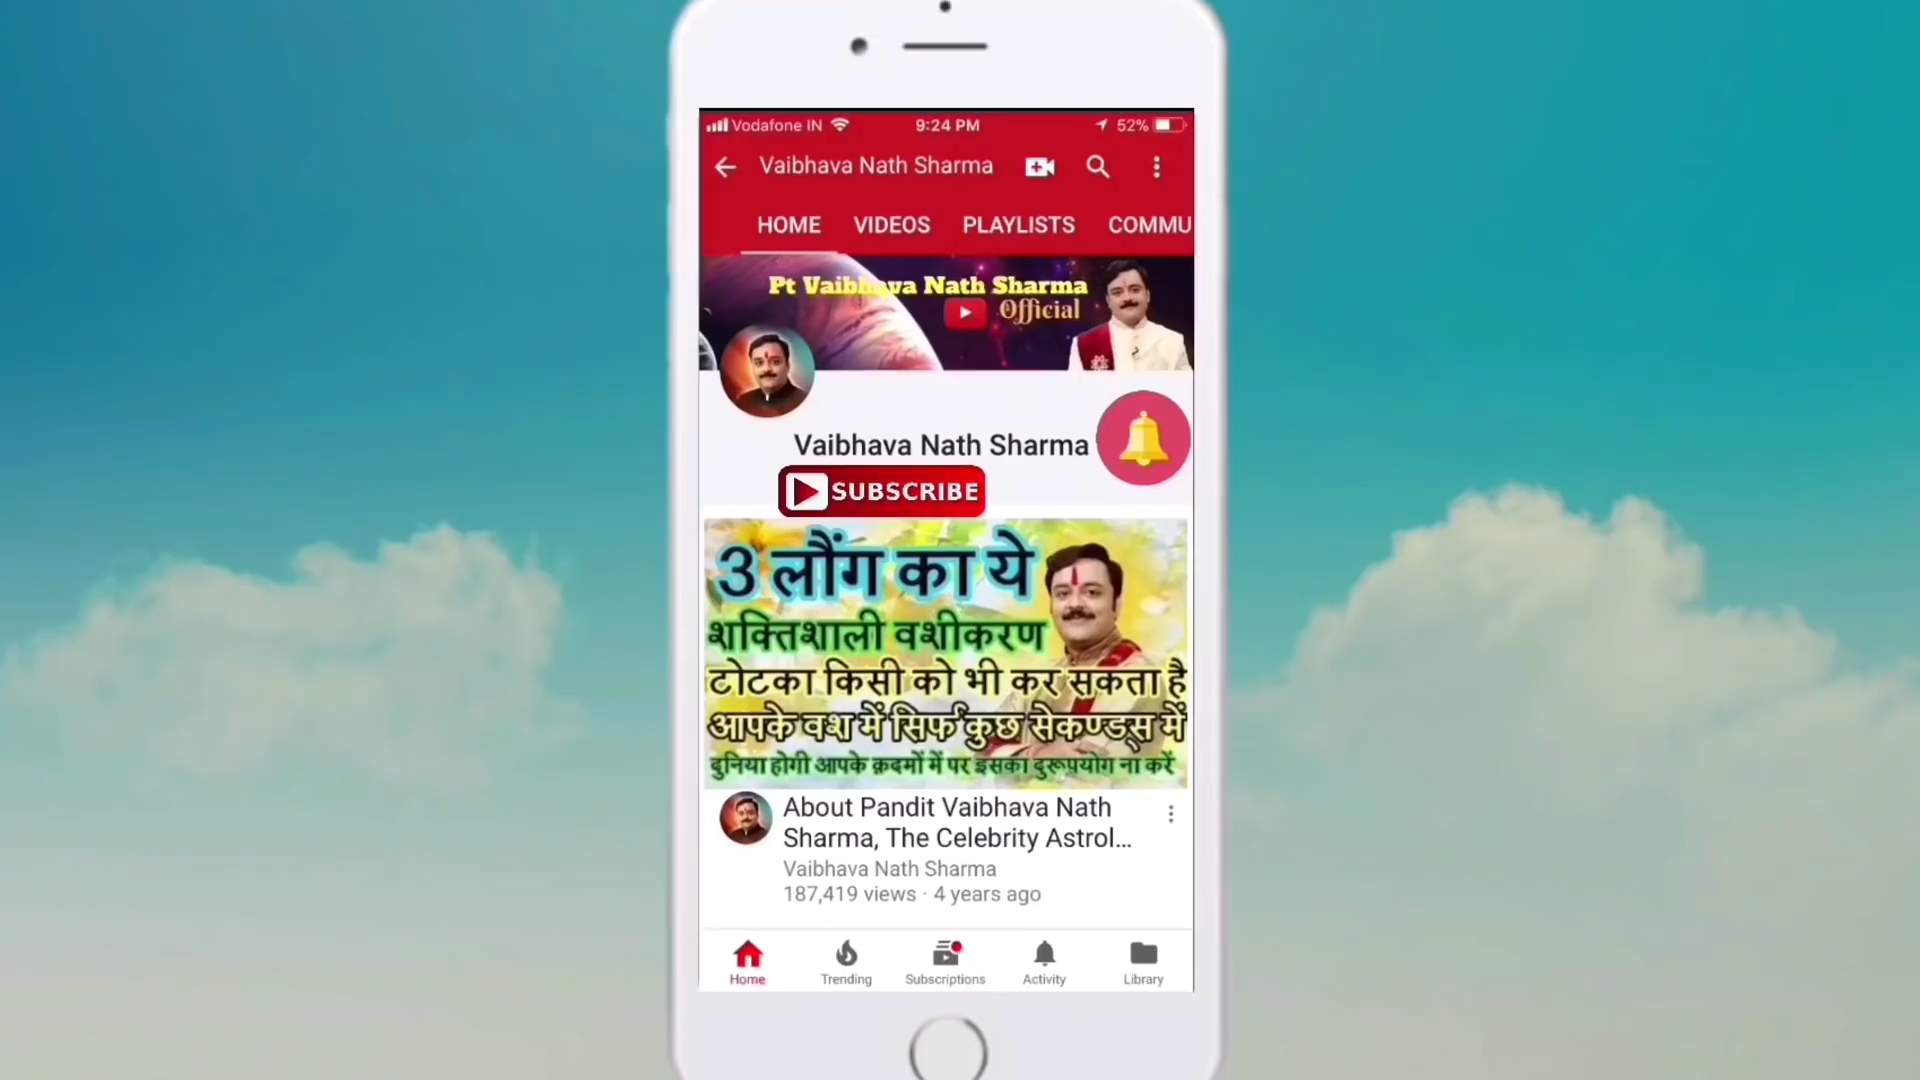 Vodafone IN 9:24 PM 52%
Vaibhava Nath Sharma
HOME VIDEOS PLAYLISTS COMMU
Pt Vaibhava Nath Sharma
Official
Vaibhava Nath Sharma
SUBSCRIBE
3 लौंग का ये
शक्तिशाली वशीकरण
टोटका किसी को भी कर सकता है
आपके वश में सिर्फ कुछ सेकण्ड्स में
दुनिया होगी आपके क़दमों में पर इसका दुरूपयोग ना करें
About Pandit Vaibhava Nath
Sharma, The Celebrity Astrol...
Vaibhava Nath Sharma
187,419 views · 4 years ago
Home Trending Subscriptions Activity Library